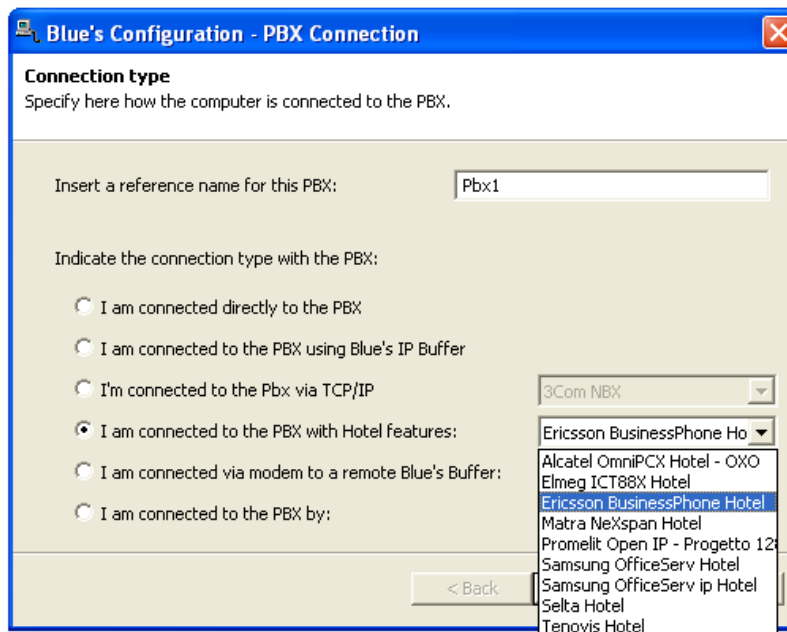 Blue's Configuration - PBX Connection
Connection type
Specify here how the computer is connected to the PBX.
Insert a reference name for this PBX:
Pbx1
Indicate the connection type with the PBX:
I am connected directly to the PBX
I am connected to the PBX using Blue's IP Buffer
I'm connected to the Pbx via TCP/IP
3Com NBX
I am connected to the PBX with Hotel features:
Ericsson BusinessPhone Ho
I am connected via modem to a remote Blue's Buffer:
I am connected to the PBX by:
Alcatel OmniPCX Hotel - OXO
Elmeg ICT88X Hotel
Ericsson BusinessPhone Hotel
Matra NeXspan Hotel
Promelit Open IP - Progetto 12
Samsung OfficeServ Hotel
Samsung OfficeServ ip Hotel
Selta Hotel
Tenovis Hotel
< Back